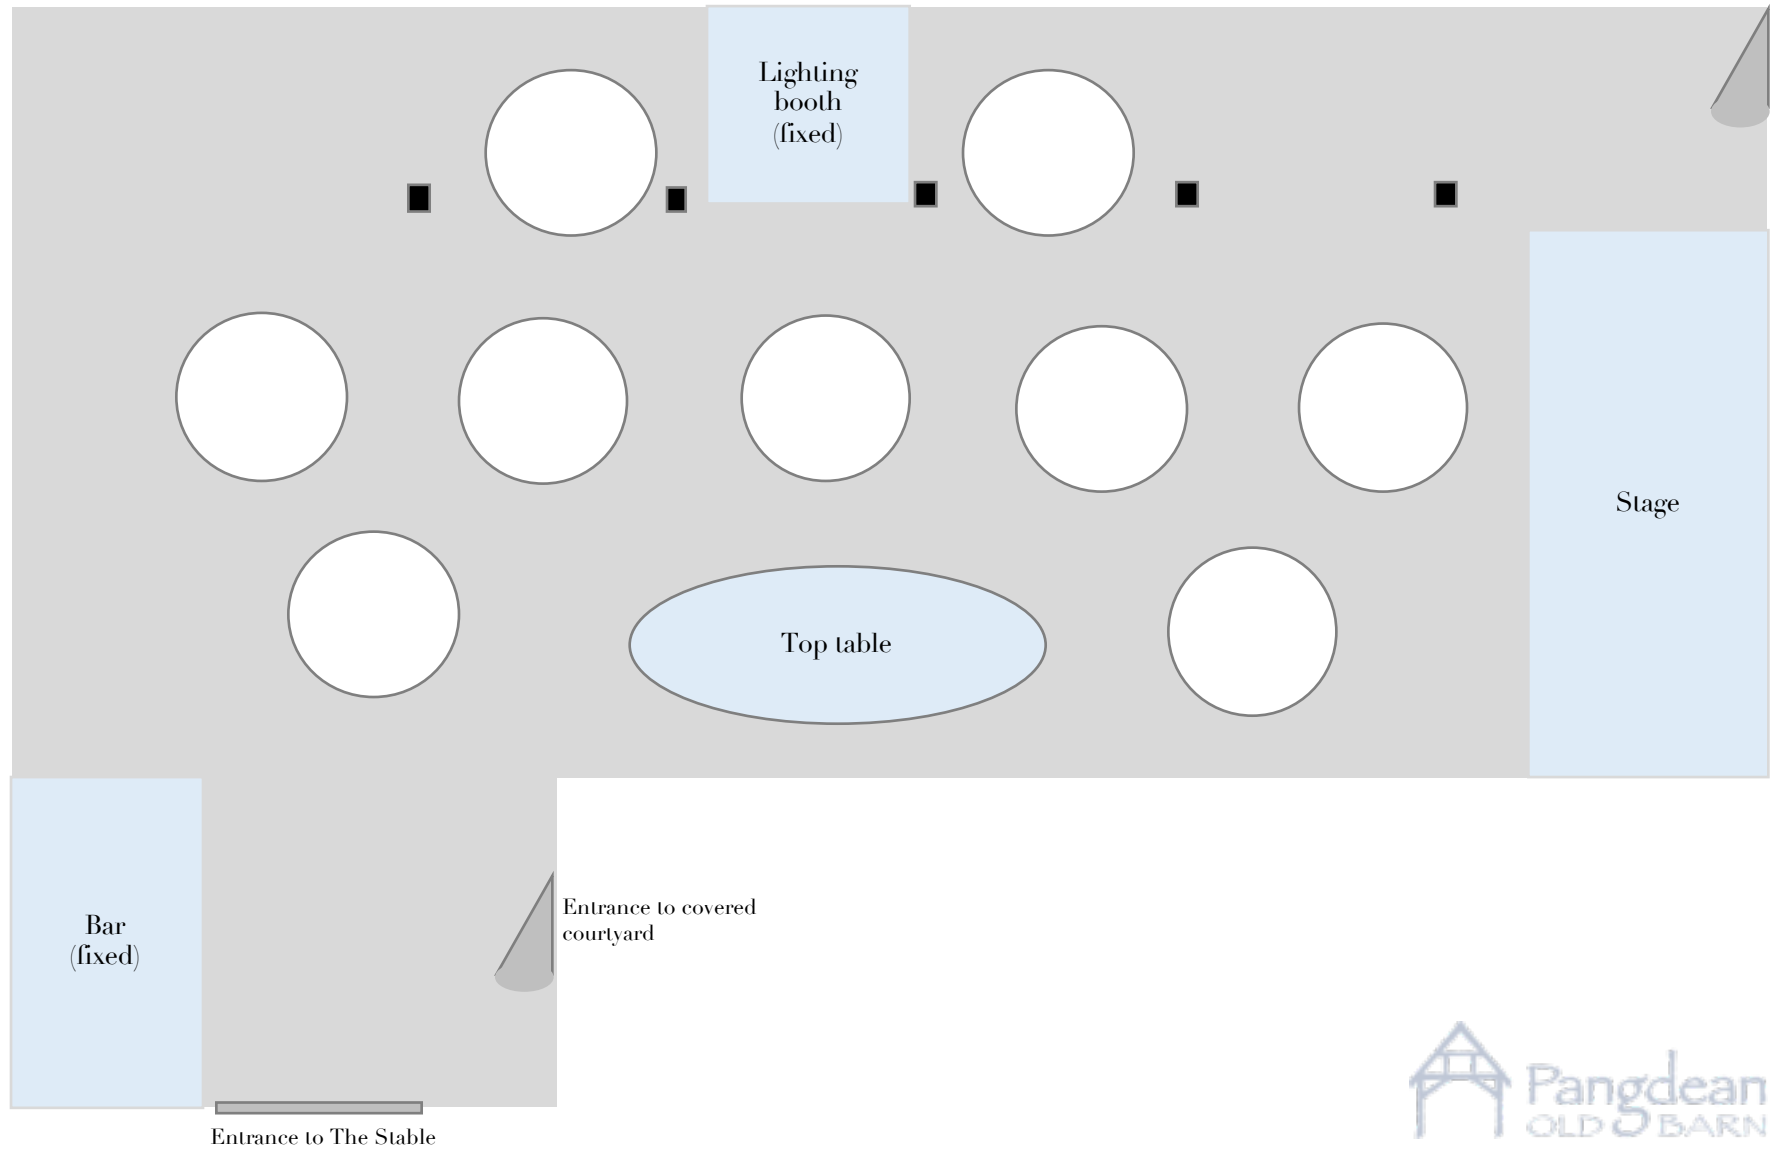 Lighting
booth
(fixed)
Stage
Top table
Bar
(fixed)
Entrance to covered
courtyard
Entrance to The Stable
Pangdean
OLD BARN